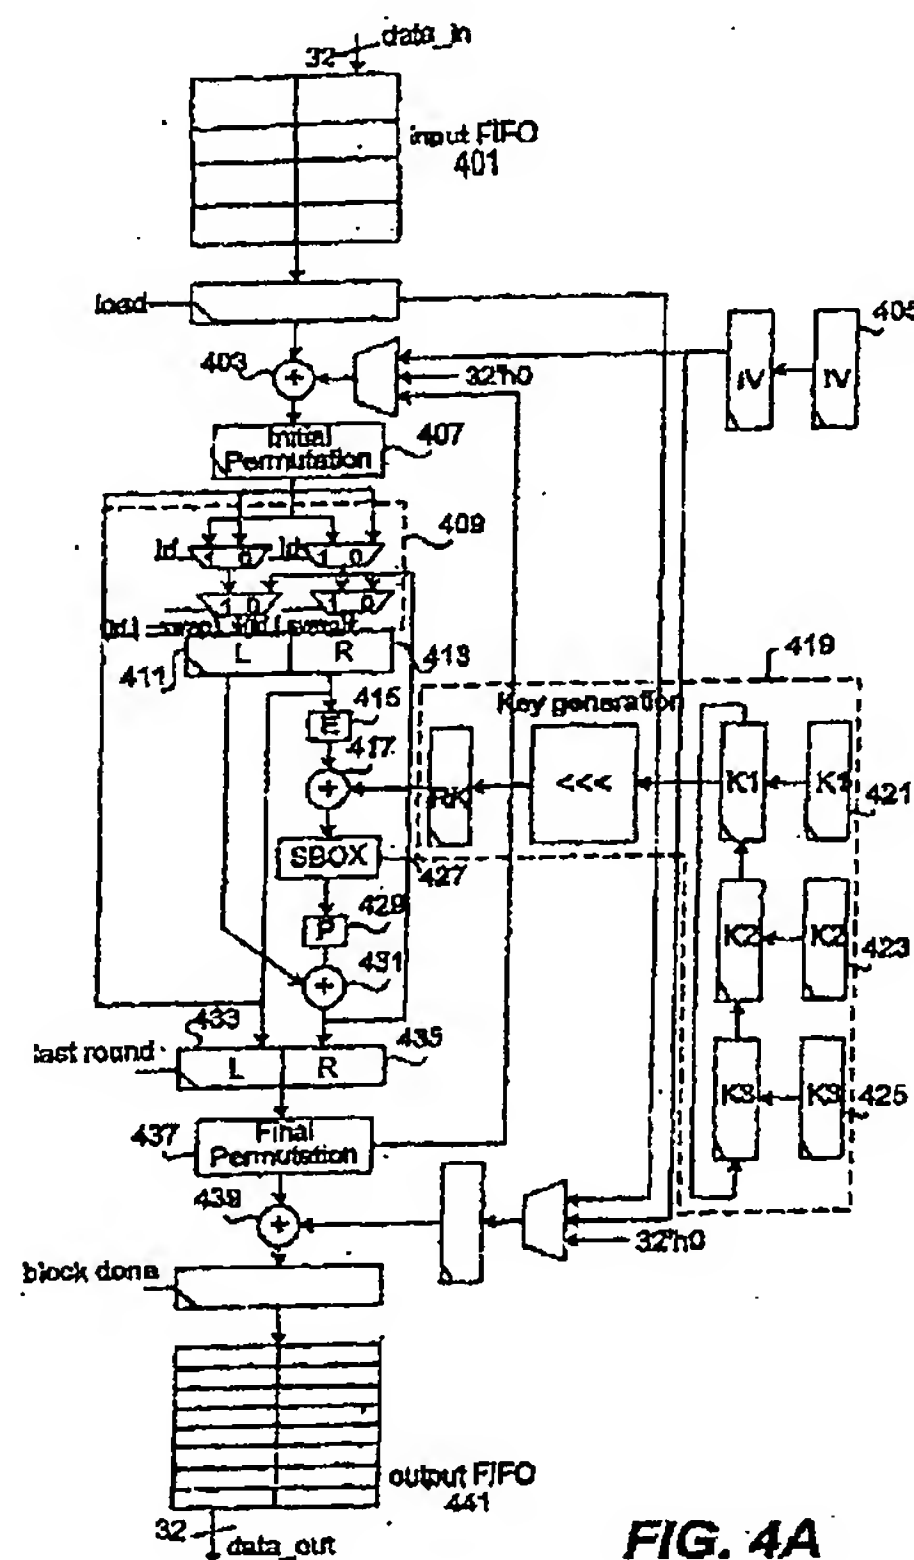 data_in
32
input FIFO
401
load
405
403
32'h0
IV
IV
Initial
Permutation
407
409
ld
1 0
ld
1 0
1 0
1 0
411
L
R
413
415
E
417
419
Key generation
RK
<<<
K1
K1
421
SBOX
427
K2
K2
423
429
P
431
433
435
last round
L
R
K3
K3
425
437
Final
Permutation
439
32'h0
block done
output FIFO
441
32
data_out
FIG. 4A